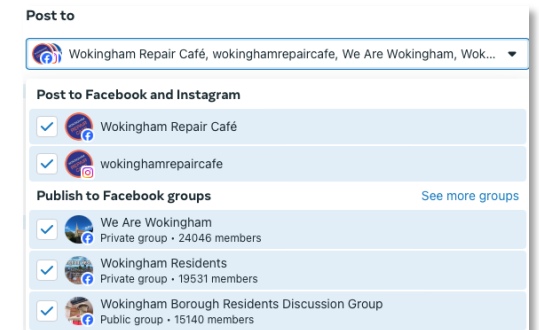 Post to
Wokingham Repair Café, wokinghamrepaircafe, We Are Wokingham, Wok...
Post to Facebook and Instagram
Wokingham Repair Café
wokinghamrepaircafe
Publish to Facebook groups See more groups
We Are Wokingham
Private group • 24046 members
Wokingham Residents
Private group • 19531 members
Wokingham Borough Residents Discussion Group
Public group • 15140 members